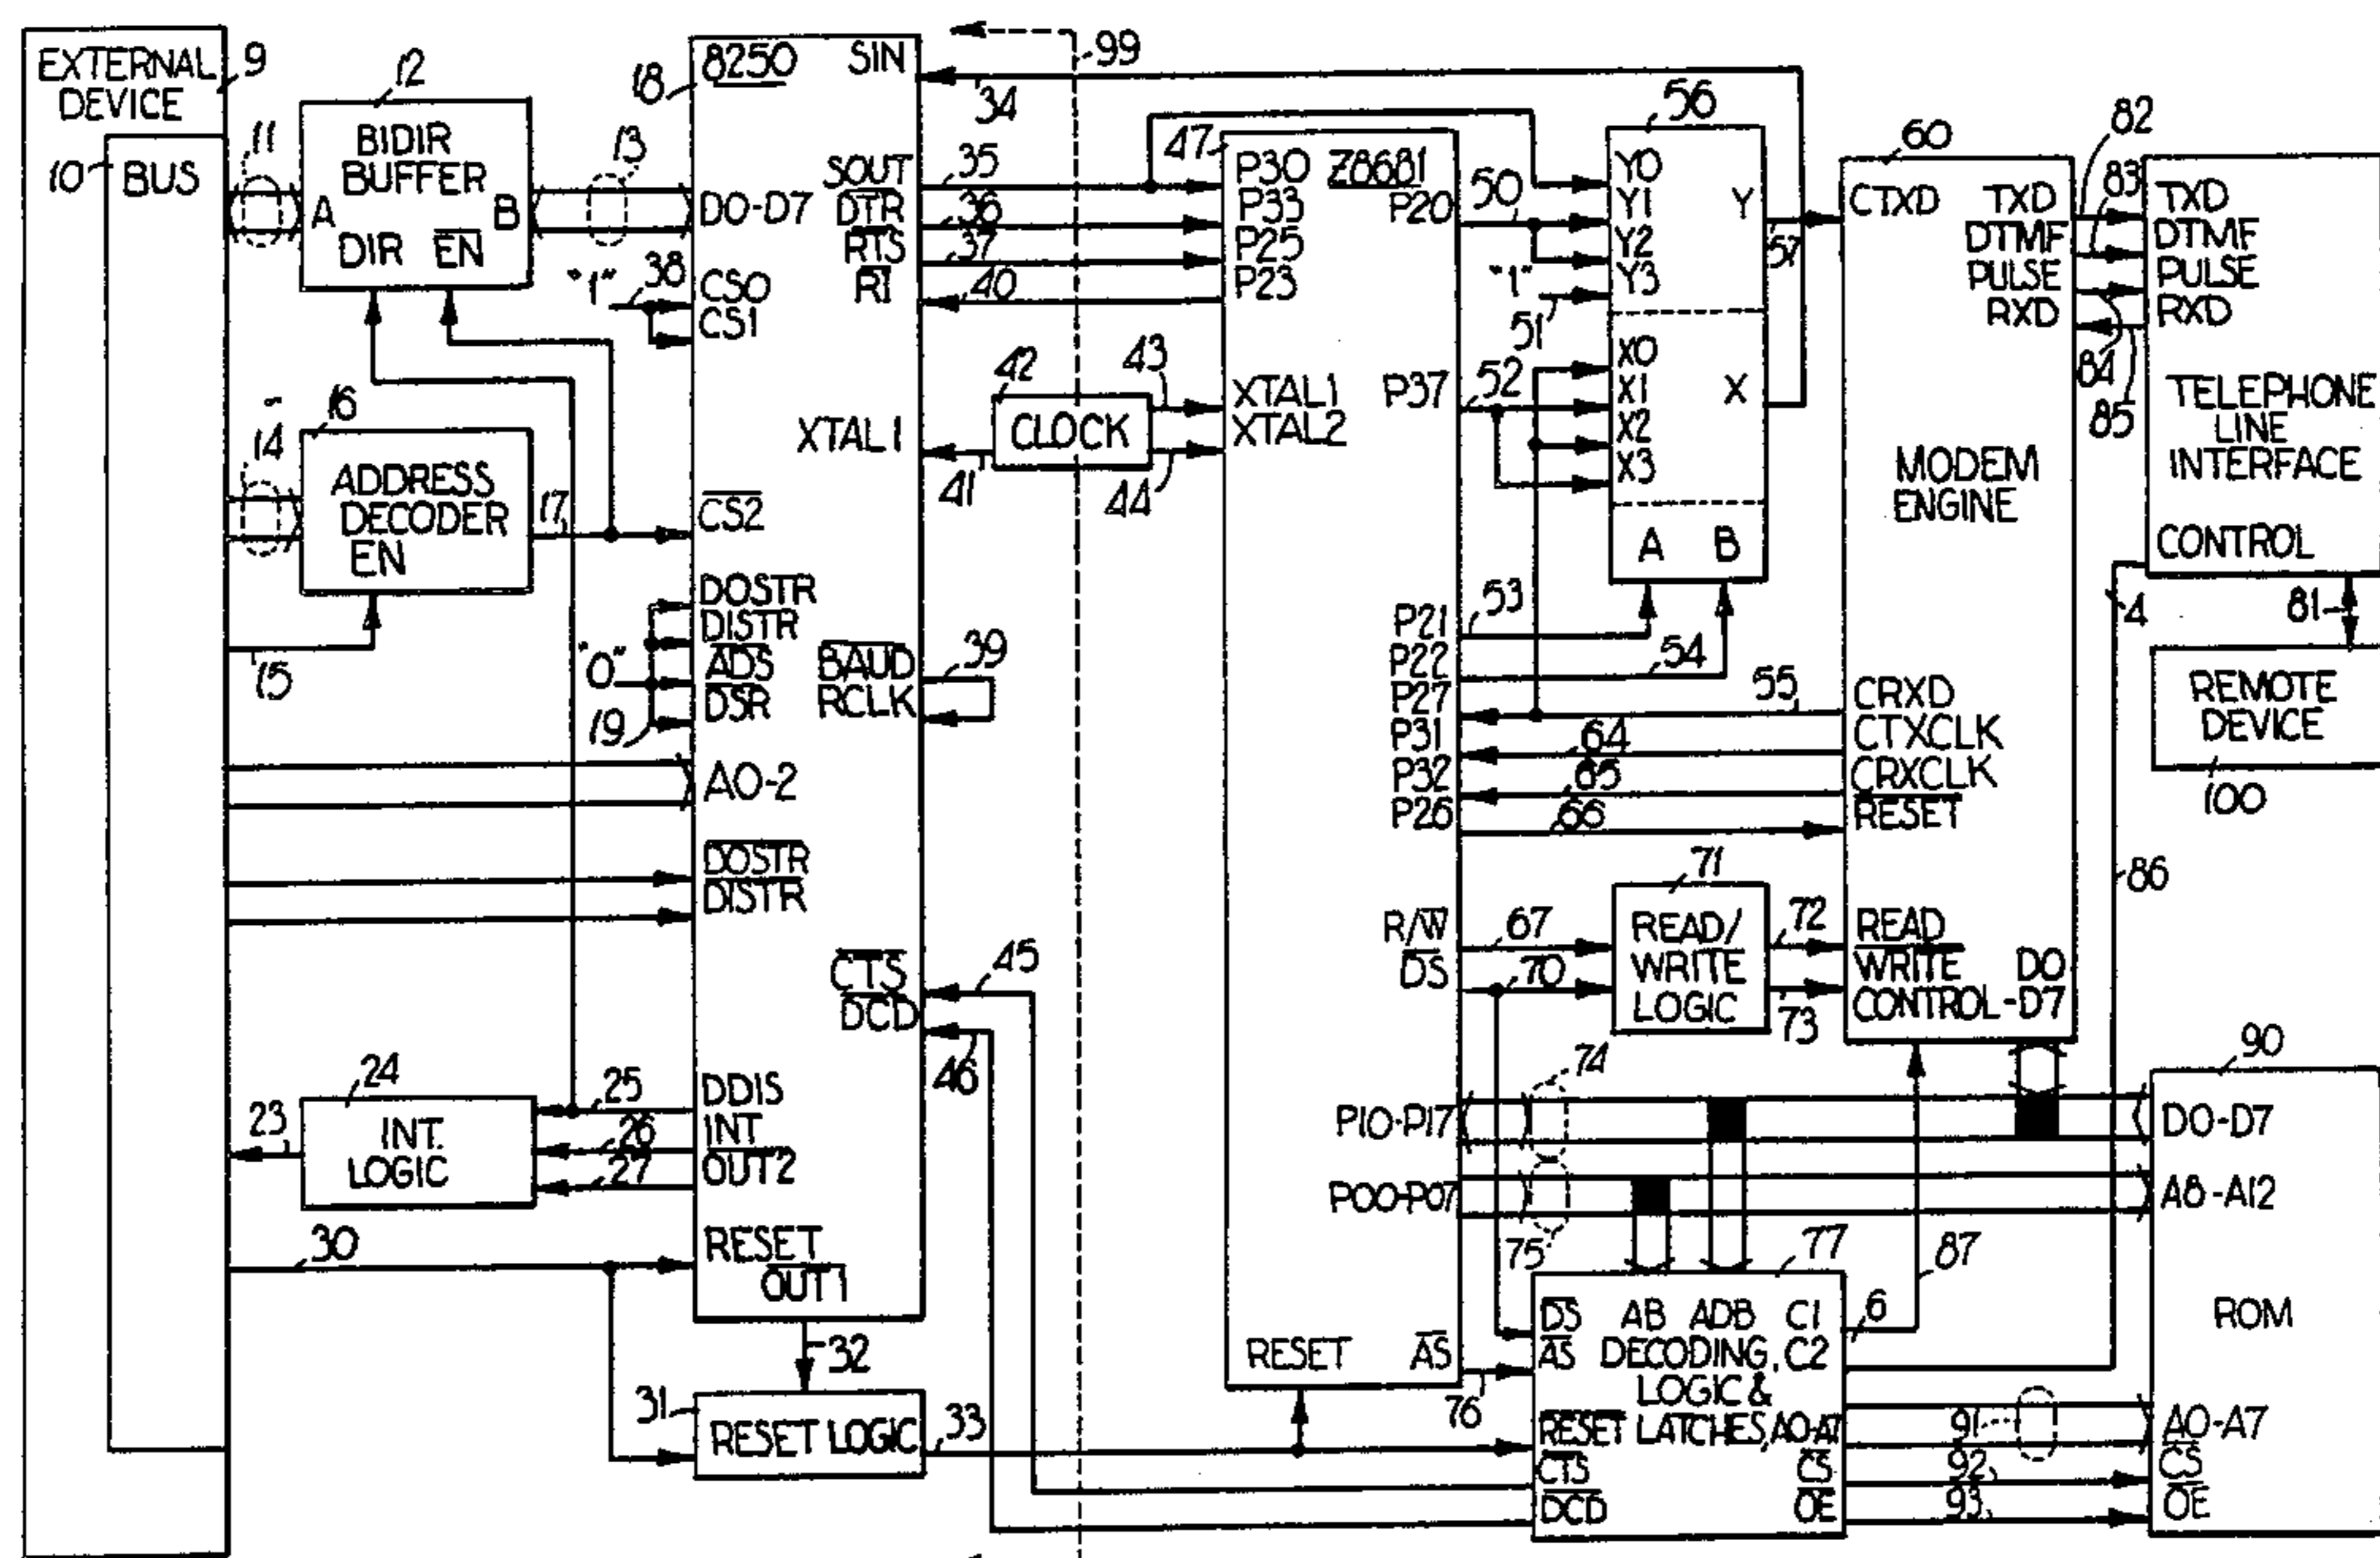 EXTERNAL
DEVICE
9
10
BUS
11
12
BIDIR
BUFFER
A
B
DIR
EN
13
14
16
ADDRESS
DECODER
EN
15
17
18
8250
SIN
34
99
SOUT
DTR
RTS
RI
35
36
37
40
D0-D7
"1"
38
CS0
CS1
XTAL1
41
42
CLOCK
43
44
CS2
DOSTR
DISTR
ADS
DSR
"0"
19
BAUD
RCLK
39
A0-2
DOSTR
DISTR
CTS
DCD
45
46
DDIS
INT
OUT2
25
26
27
24
INT.
LOGIC
23
30
RESET
OUT1
32
31
RESET LOGIC
33
47
P30
Z8681
P33
P25
P23
P20
50
XTAL1
XTAL2
P37
52
P21
P22
P27
P31
P32
P26
53
54
55
64
65
66
R/W
DS
67
70
P10-P17
P00-P07
74
75
RESET
AS
76
56
Y0
Y1
Y2
Y3
Y
"1"
51
57
X0
X1
X2
X3
X
A B
60
CTXD
TXD
DTMF
PULSE
RXD
MODEM
ENGINE
CRXD
CTXCLK
CRXCLK
RESET
READ
WRITE
CONTROL
D0
-D7
71
READ/
WRITE
LOGIC
72
73
82
83
84
85
TXD
DTMF
PULSE
RXD
TELEPHONE
LINE
INTERFACE
CONTROL
4
81
REMOTE
DEVICE
100
86
87
6
77
DS
AS
AB ADB C1
DECODING, C2
LOGIC &
RESET LATCHES, A0-A7
CTS
DCD
CS
OE
90
D0-D7
A8-A12
ROM
A0-A7
CS
OE
91
92
93